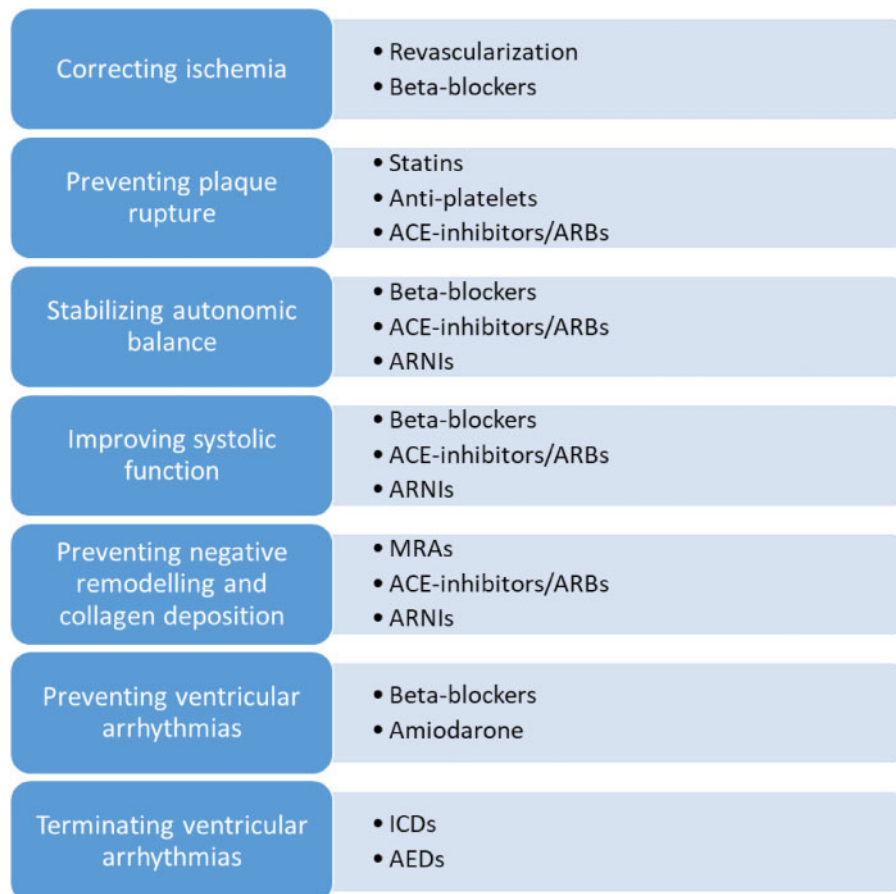 Correcting ischemia
• Revascularization
• Beta-blockers
Preventing plaque
rupture
• Statins
• Anti-platelets
• ACE-inhibitors/ARBs
Stabilizing autonomic
balance
• Beta-blockers
• ACE-inhibitors/ARBs
• ARNIs
Improving systolic
function
• Beta-blockers
• ACE-inhibitors/ARBs
• ARNIs
Preventing negative
remodelling and
collagen deposition
• MRAs
• ACE-inhibitors/ARBs
• ARNIs
Preventing ventricular
arrhythmias
• Beta-blockers
• Amiodarone
Terminating ventricular
arrhythmias
• ICDs
• AEDs